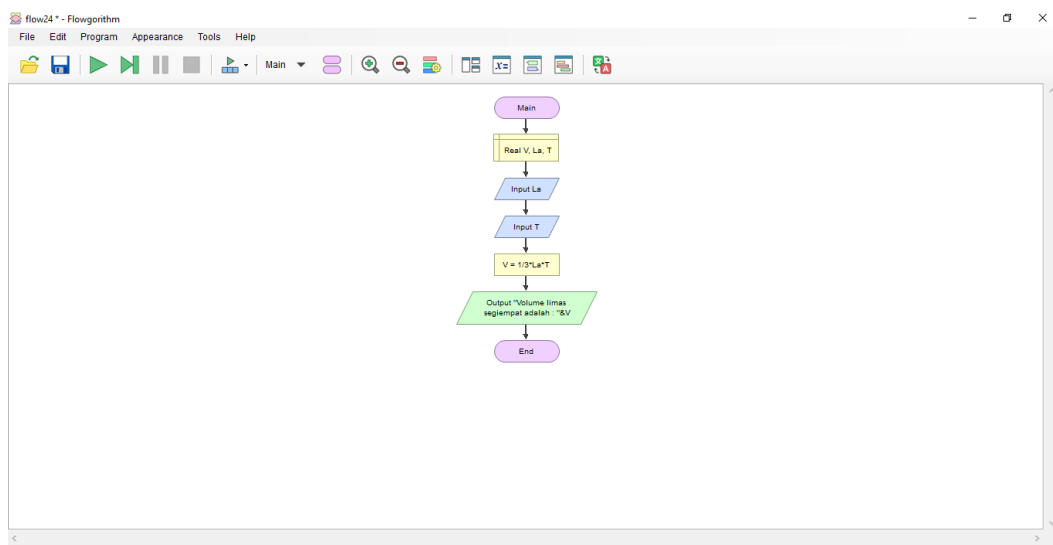 flow24 * - Flowgorithm
File Edit Program Appearance Tools Help
Main
x=
Main
Real V, La, T
Input La
Input T
V = 1/3*La*T
Output "Volume limas
segiempat adalah : "&V
End